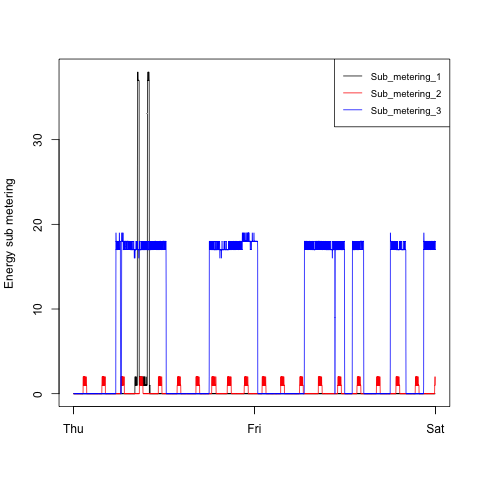 Sub_metering_1
Sub_metering_2
Sub_metering_3
Energy sub metering
30
20
10
0
Thu Fri Sat